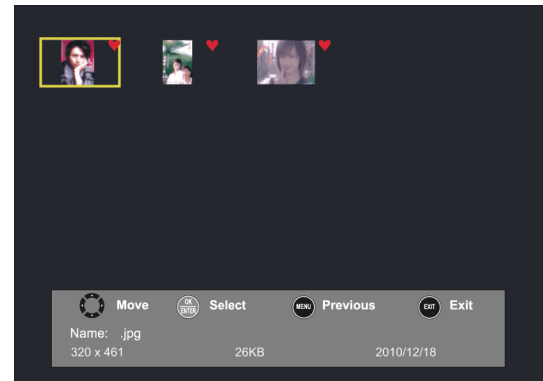 Move OK ENTER Select MENU Previous EXIT Exit
Name: .jpg
320 x 461 26KB 2010/12/18